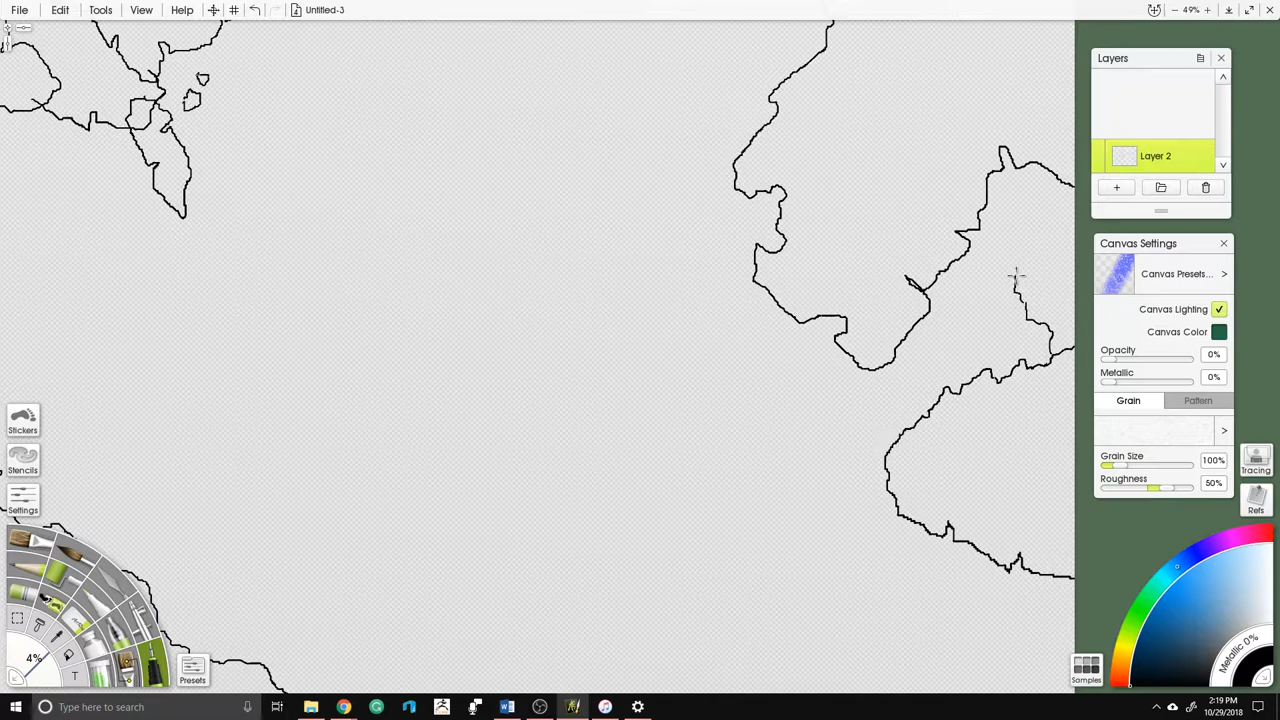 File Edit Tools View Help Untitled-3 49%
Layers
Layer 2
+
Canvas Settings
Canvas Presets...
Canvas Lighting
Canvas Color
Opacity
0%
Metallic
0%
Grain Pattern
Grain Size
100%
Roughness
50%
Stickers
Stencils
Settings
Tracing
Refs
4%
T
Presets
Metallic 0%
Samples
Type here to search
2:19 PM
10/29/2018